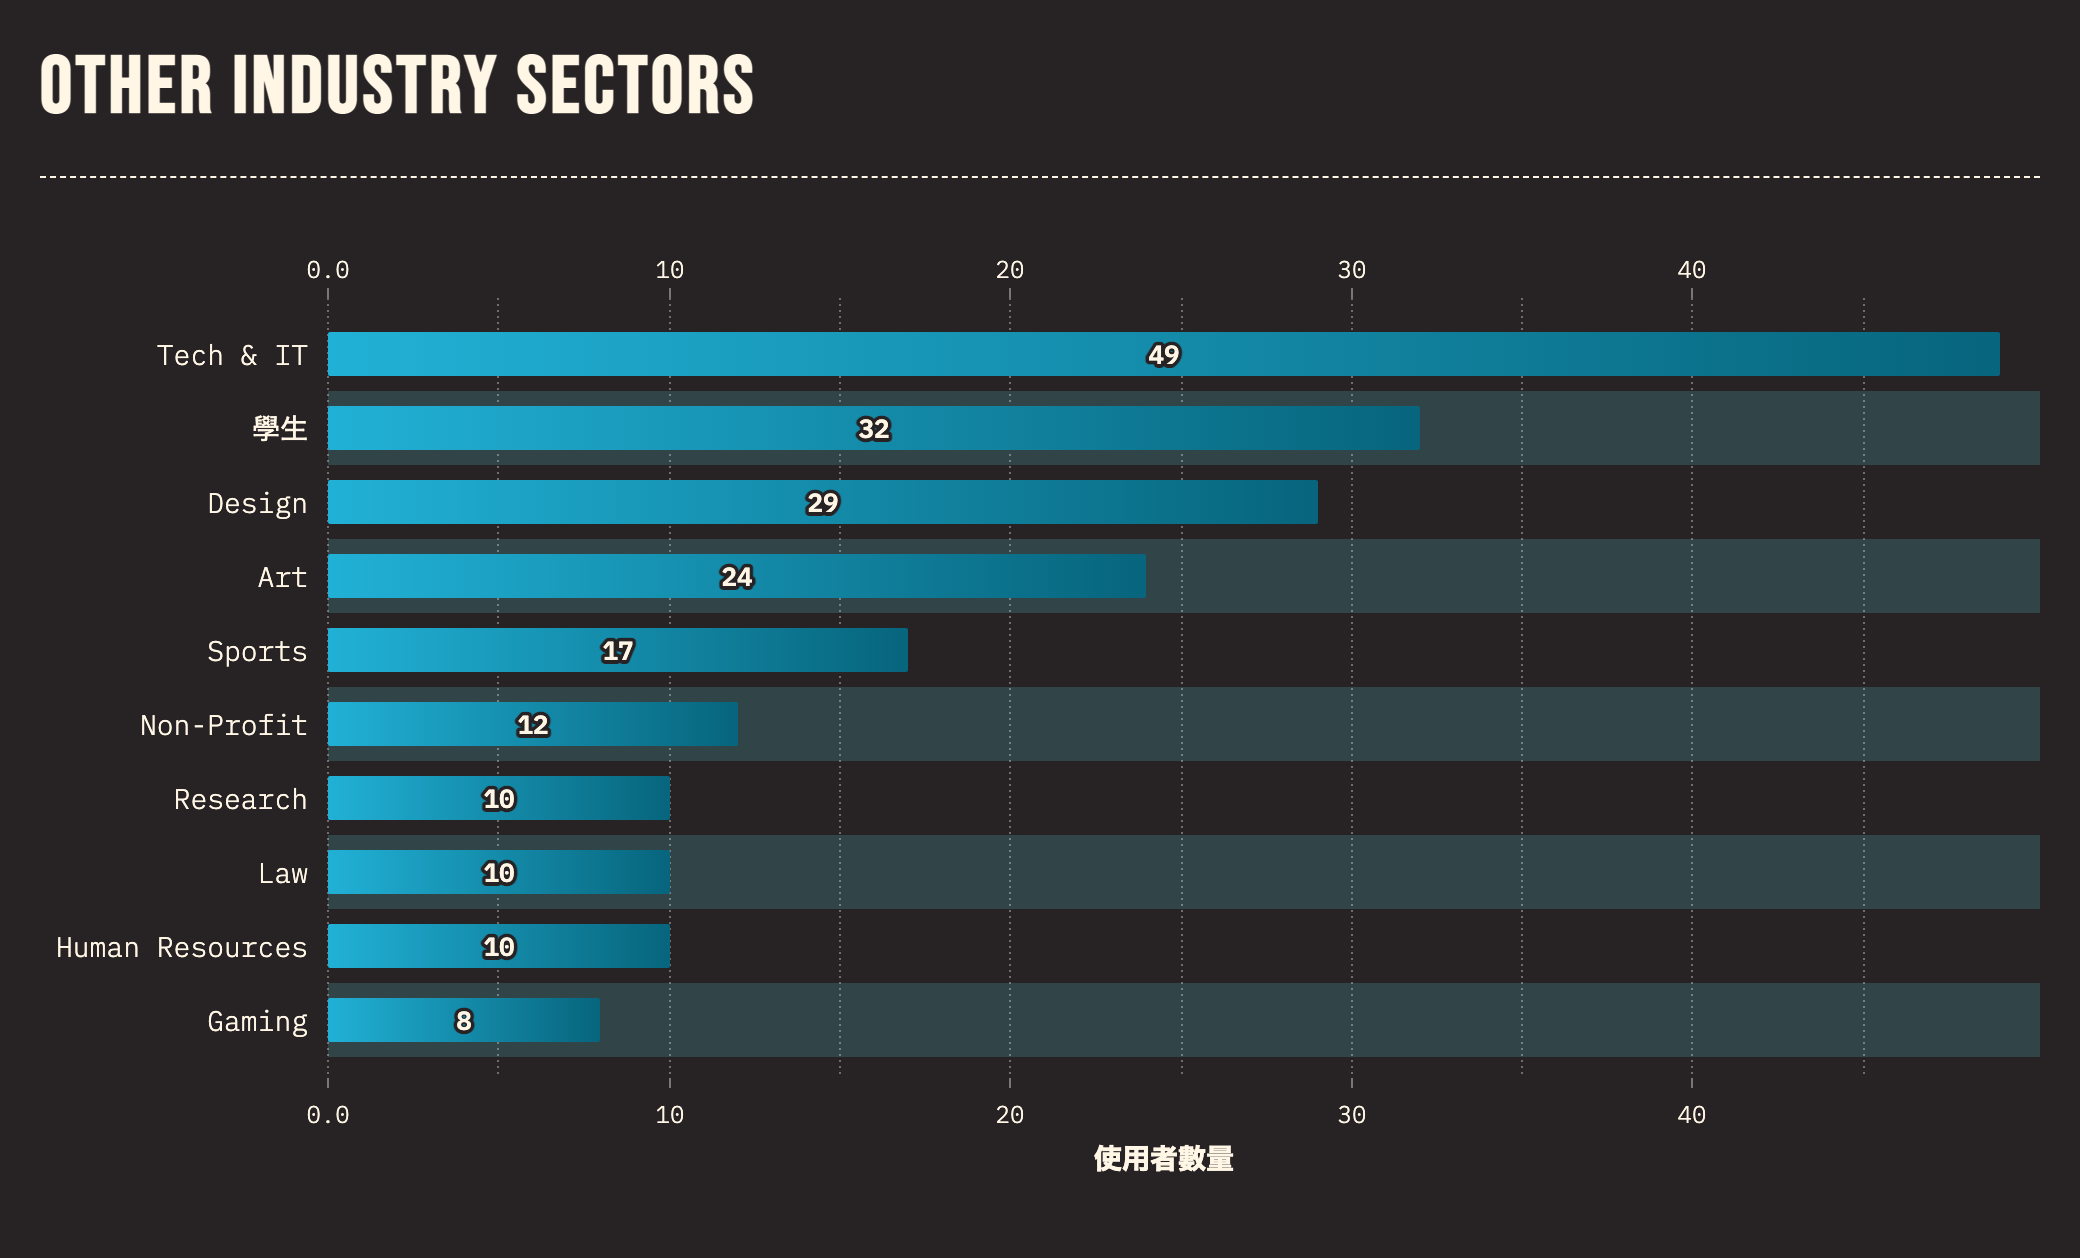 OTHER INDUSTRY SECTORS
0.0 10 20 30 40
Tech & IT 49
學生 32
Design 29
Art 24
Sports 17
Non-Profit 12
Research 10
Law 10
Human Resources 10
Gaming 8
0.0 10 20 30 40
使用者數量